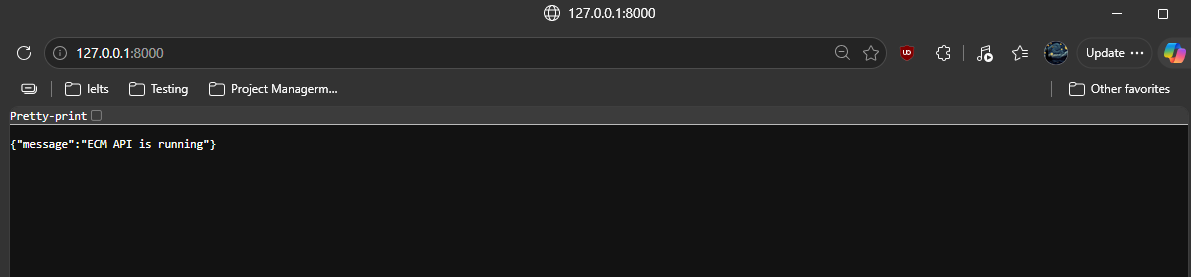 127.0.0.1:8000
127.0.0.1:8000
UD
Update
Ielts
Testing
Project Managerm...
Other favorites
Pretty-print
{"message":"ECM API is running"}